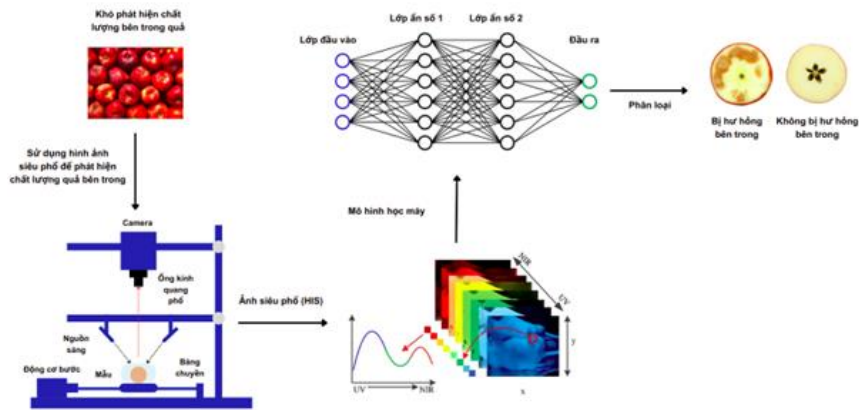 Khó phát hiện chất
lượng bên trong quả
Sử dụng hình ảnh
siêu phổ để phát hiện
chất lượng quả bên trong
Camera
Ống kính
quang
phổ
Nguồn
sáng
Động cơ bước
Mẫu
Băng
chuyền
Ảnh siêu phổ (HIS)
UV
NIR
NIR
UV
y
x
Mô hình học máy
Lớp đầu vào
Lớp ẩn số 1
Lớp ẩn số 2
Đầu ra
Phân loại
Bị hư hỏng
bên trong
Không bị hư hỏng
bên trong